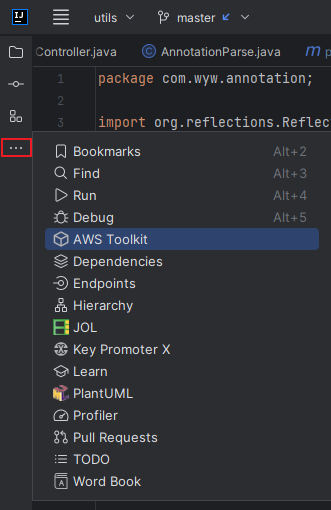 IJ utils master
Controller.java AnnotationParse.java p
1 package com.wyw.annotation;
2
3 import org.reflections.Reflec
Bookmarks Alt+2
Find Alt+3
Run Alt+4
Debug Alt+5
AWS Toolkit
Dependencies
Endpoints
Hierarchy
JOL
Key Promoter X
Learn
PlantUML
Profiler
Pull Requests
TODO
Word Book